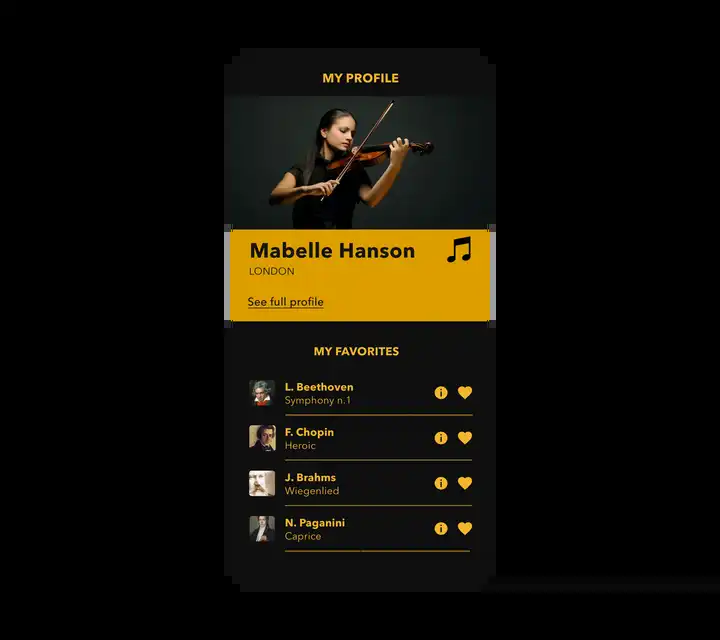 MY PROFILE
Mabelle Hanson
LONDON
See full profile
MY FAVORITES
L. Beethoven
Symphony n.1
F. Chopin
Heroic
J. Brahms
Wiegenlied
N. Paganini
Caprice